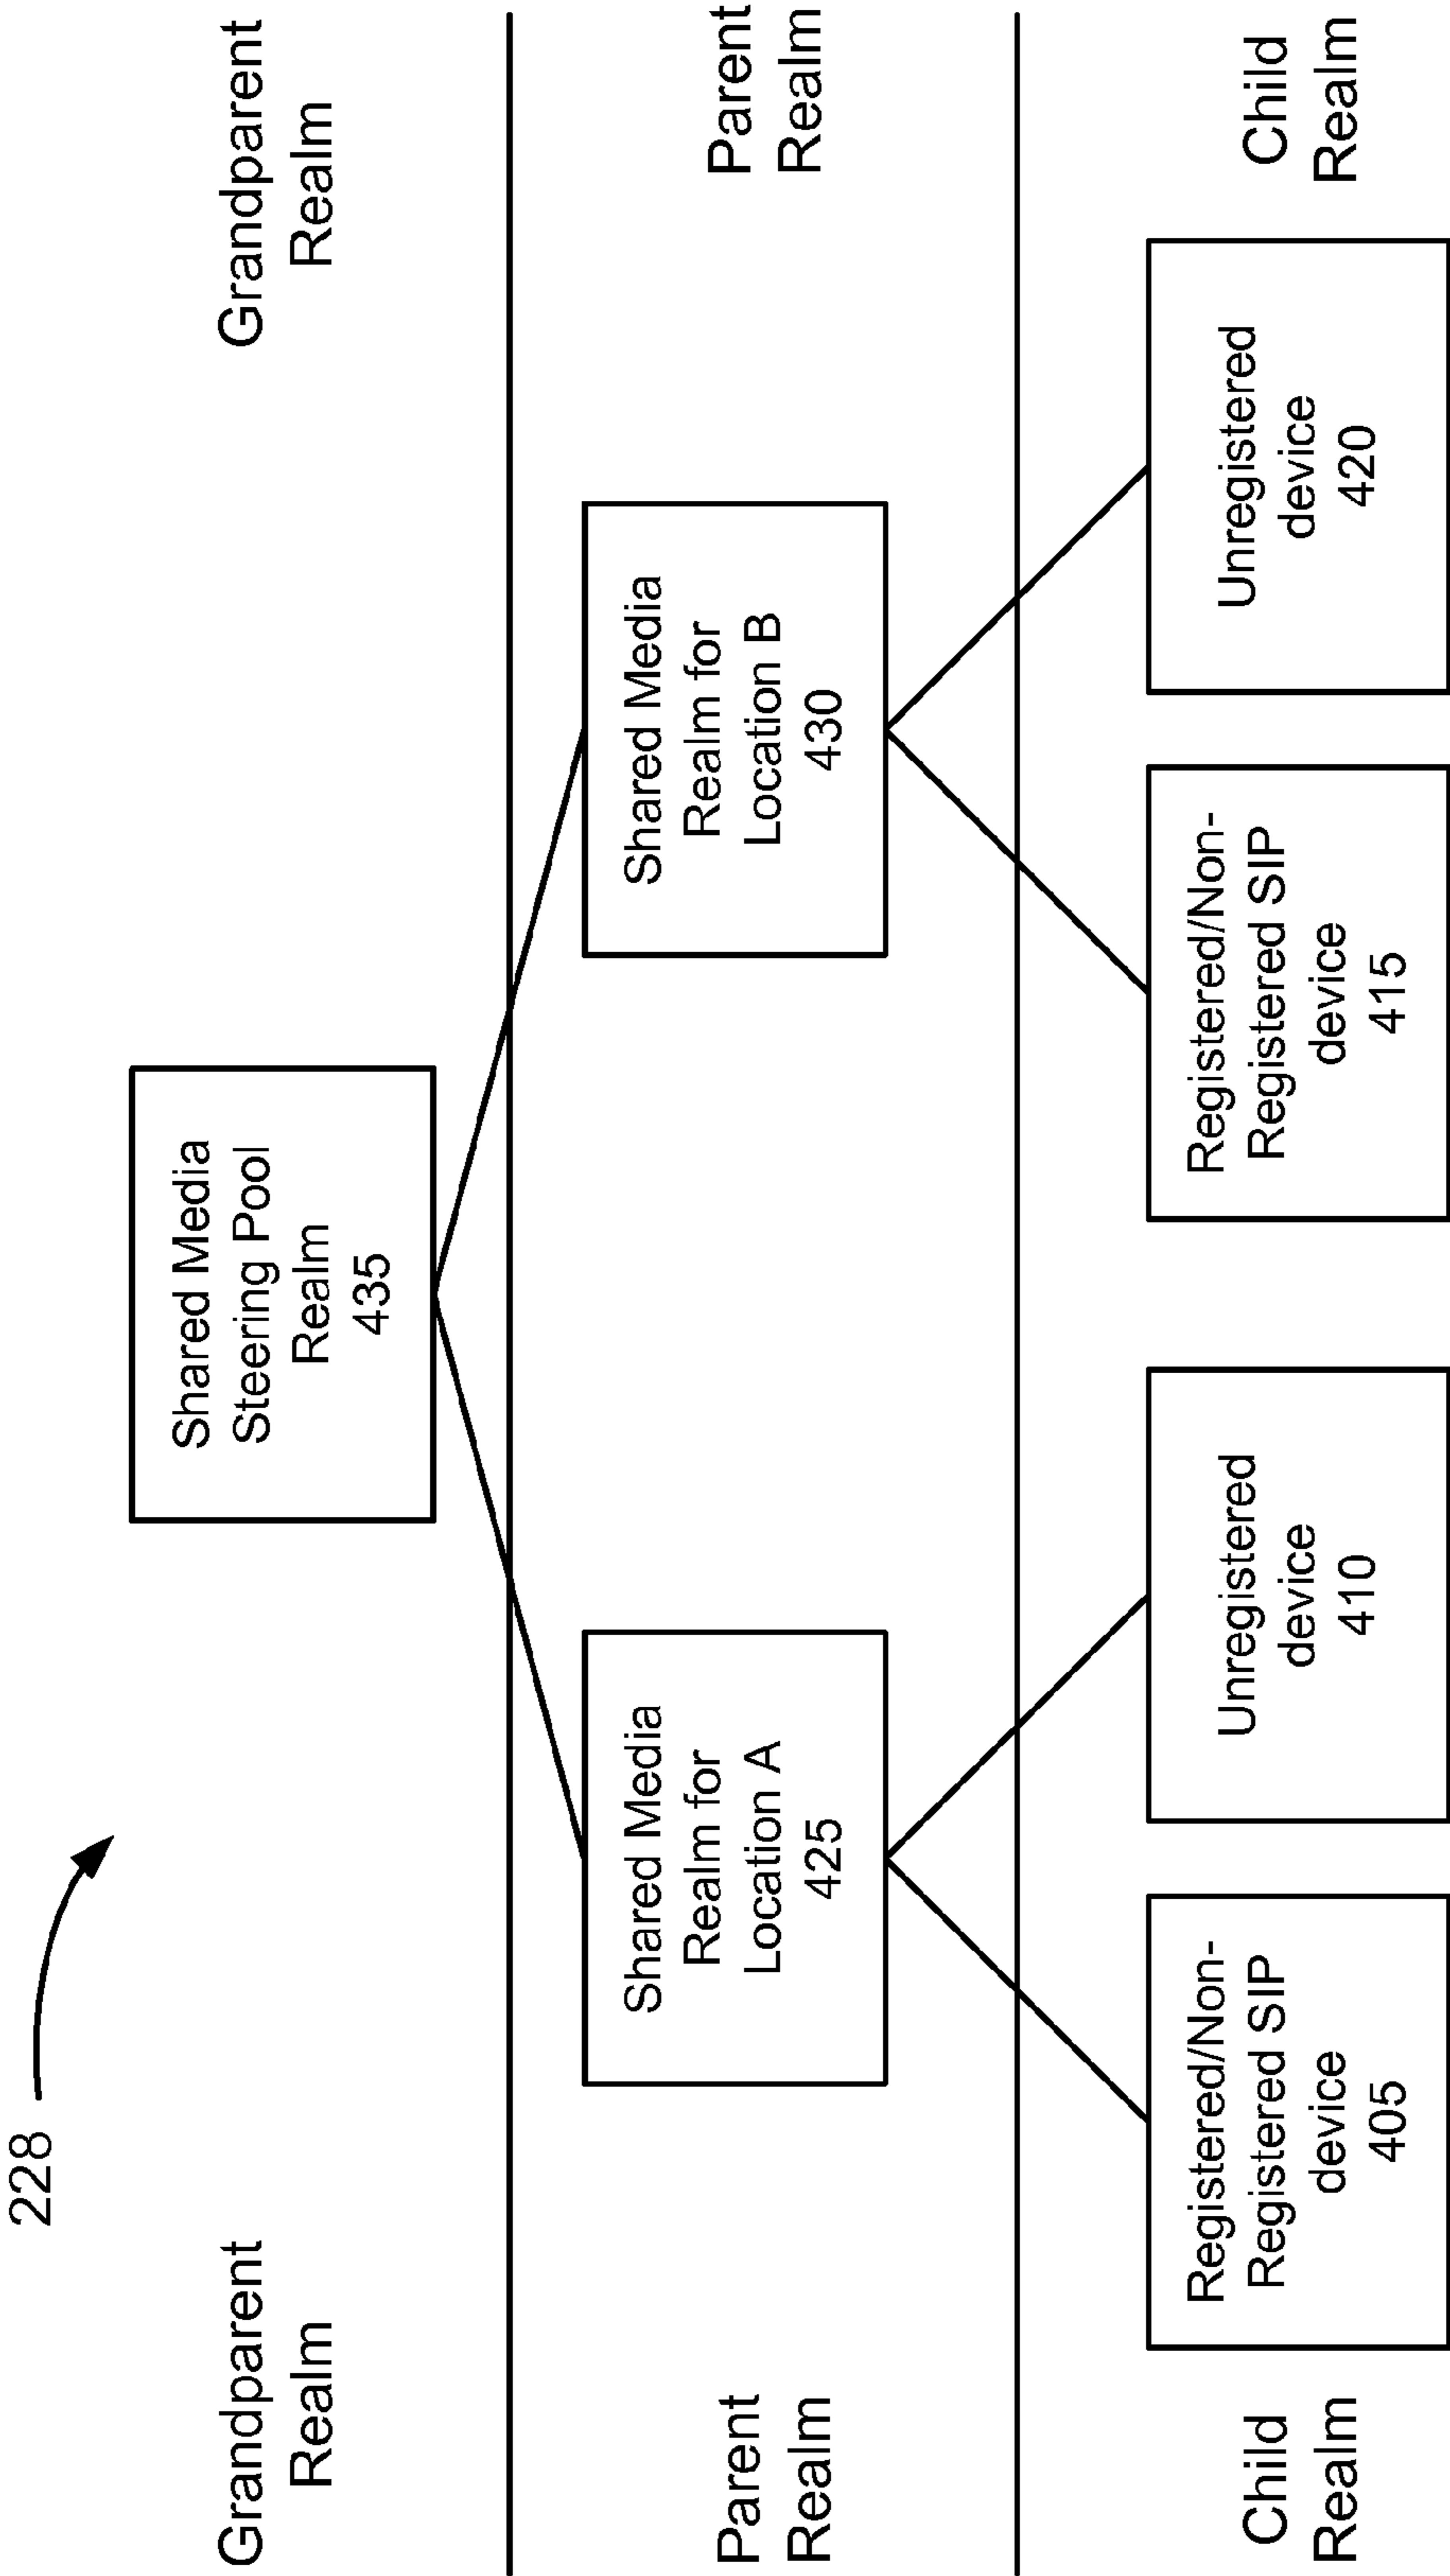 228
Grandparent
Realm
Shared Media
Steering Pool
Realm
435
Grandparent
Realm
Parent
Realm
Shared Media
Realm for
Location A
425
Shared Media
Realm for
Location B
430
Parent
Realm
Child
Realm
Registered/Non-
Registered SIP
device
405
Unregistered
device
410
Registered/Non-
Registered SIP
device
415
Unregistered
device
420
Child
Realm